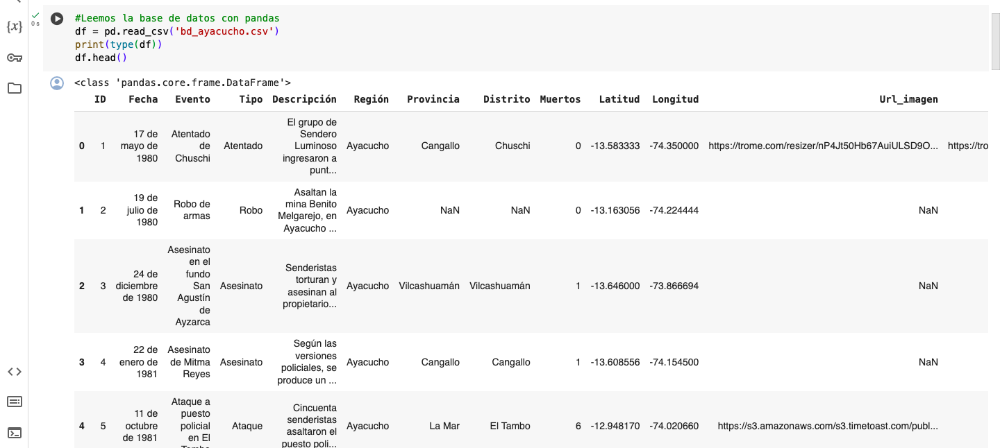 {x}
0 s
#Leemos la base de datos con pandas
df = pd.read_csv('bd_ayacucho.csv')
print(type(df))
df.head()
<class 'pandas.core.frame.DataFrame'>
ID Fecha Evento Tipo Descripción Región Provincia Distrito Muertos Latitud Longitud Url_imagen
0 1 17 de mayo de 1980 Atentado de Chuschi Atentado El grupo de Sendero Luminoso ingresaron a punt... Ayacucho Cangallo Chuschi 0 -13.583333 -74.350000 https://trome.com/resizer/nP4Jt50Hb67AuiULSD9O... https://tro
1 2 19 de julio de 1980 Robo de armas Robo Asaltan la mina Benito Melgarejo, en Ayacucho ... Ayacucho NaN NaN 0 -13.163056 -74.224444 NaN
2 3 24 de diciembre de 1980 Asesinato en el fundo San Agustín de Ayzarca Asesinato Senderistas torturan y asesinan al propietario... Ayacucho Vilcashuamán Vilcashuamán 1 -13.646000 -73.866694 NaN
3 4 22 de enero de 1981 Asesinato de Mitma Reyes Asesinato Según las versiones policiales, se produce un ... Ayacucho Cangallo Cangallo 1 -13.608556 -74.154500 NaN
4 5 11 de octubre de 1981 Ataque a puesto policial en El Ataque Cincuenta senderistas asaltaron el puesto poli... Ayacucho La Mar El Tambo 6 -12.948170 -74.020660 https://s3.amazonaws.com/s3.timetoast.com/publ...